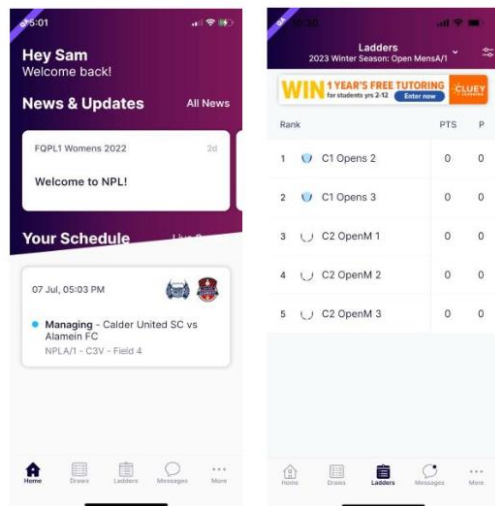 5:01
Hey Sam
Welcome back!
News & Updates All News
FQPL1 Womens 2022 2d
Welcome to NPL!
Your Schedule
07 Jul, 05:03 PM
Managing - Calder United SC vs
Alamein FC
NPLA/1 - C3V - Field 4
Home Draws Ladders Messages More
Ladders
2023 Winter Season: Open MensA/1
WIN 1 YEAR'S FREE TUTORING
for students yrs 2-12 Enter now
CLUEY
Rank PTS P
1 C1 Opens 2 0 0
2 C1 Opens 3 0 0
3 C2 OpenM 1 0 0
4 C2 OpenM 2 0 0
5 C2 OpenM 3 0 0
Home Draws Ladders Messages More